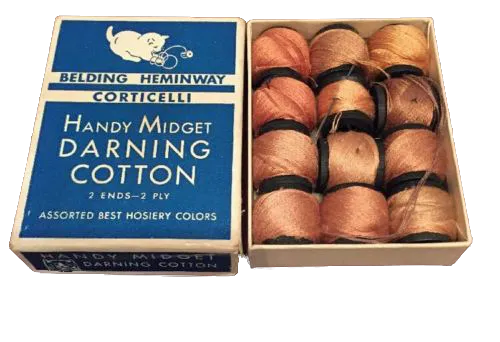 BELDING HEMINWAY
CORTICELLI
HANDY MIDGET
DARNING
COTTON
2 ENDS–2 PLY
ASSORTED BEST HOSIERY COLORS
HANDY MIDGET
DARNING COTTON